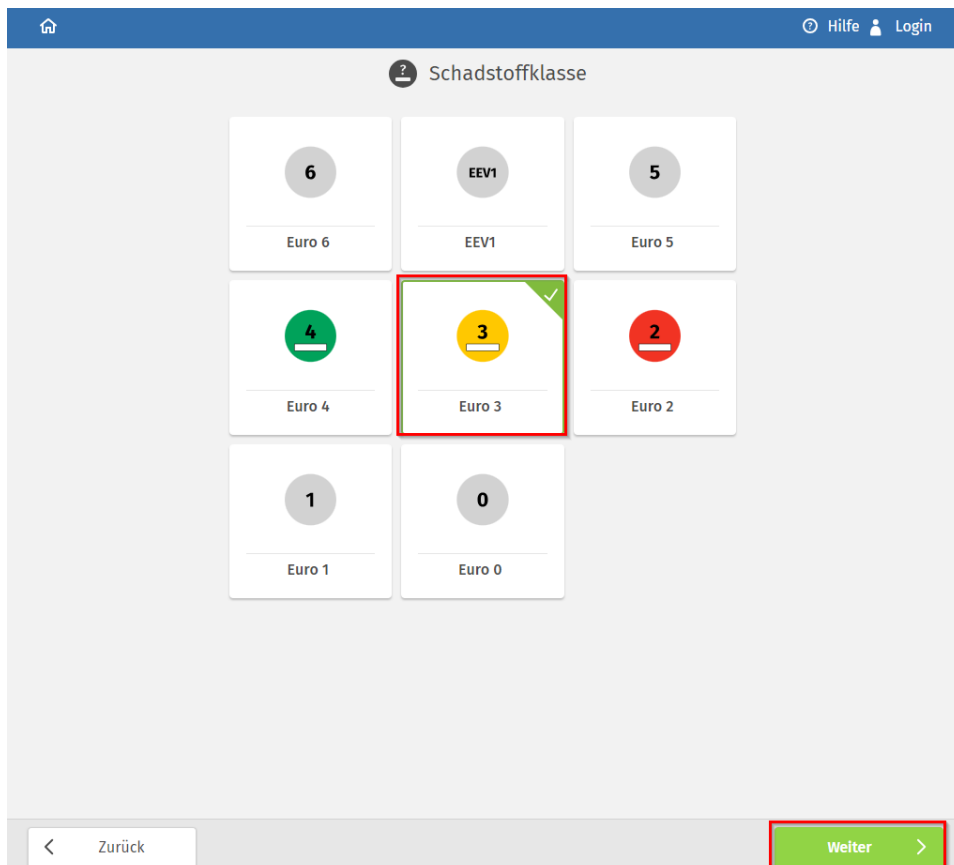 Hilfe Login
Schadstoffklasse
6 EEV1 5
Euro 6 EEV1 Euro 5
4 3 2
Euro 4 Euro 3 Euro 2
1 0
Euro 1 Euro 0
Zurück Weiter